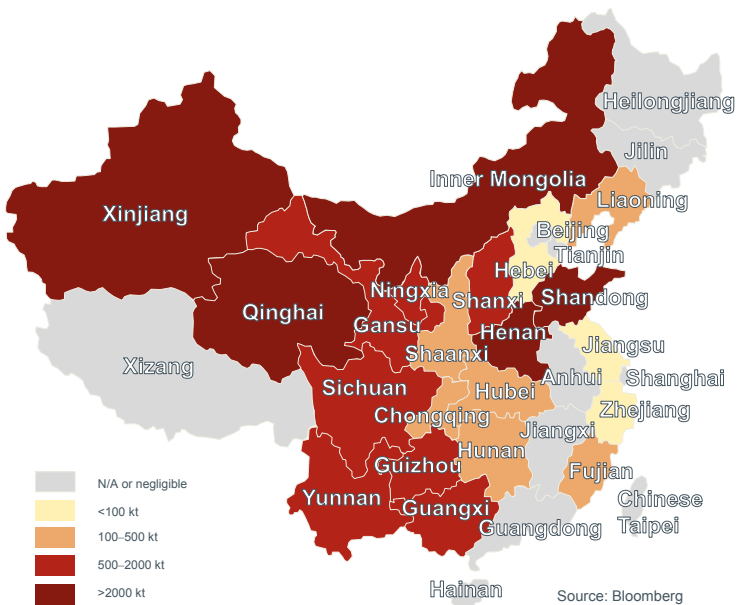 Heilongjiang
Jilin
Inner Mongolia
Liaoning
Xinjiang
Beijing
Tianjin
Hebei
Ningxia
Shanxi
Shandong
Qinghai
Gansu
Henan
Jiangsu
Shaanxi
Xizang
Anhui
Shanghai
Sichuan
Hubei
Zhejiang
Chongqing
Jiangxi
Hunan
Guizhou
Fujian
Yunnan
Guangxi
Chinese
Taipei
Guangdong
Hainan
N/A or negligible
<100 kt
100–500 kt
500–2000 kt
>2000 kt
Source: Bloomberg